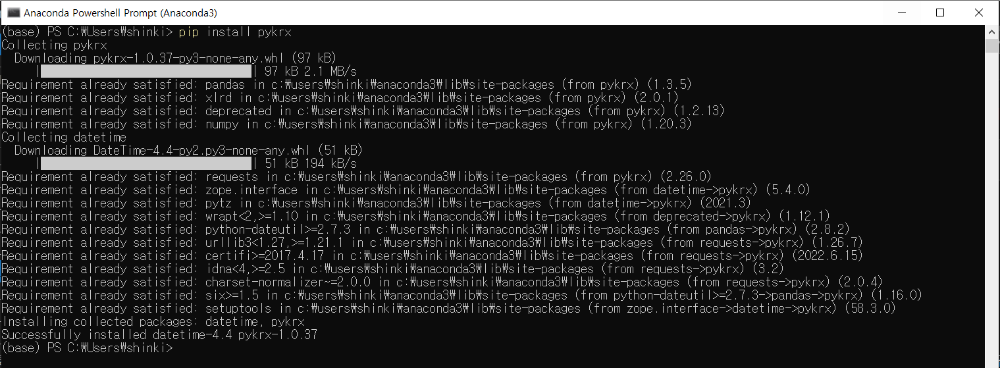 Anaconda Powershell Prompt (Anaconda3)
(base) PS C:₩Users₩shinki> pip install pykrx
Collecting pykrx
  Downloading pykrx-1.0.37-py3-none-any.whl (97 kB)
     |████████████████████████████████| 97 kB 2.1 MB/s
Requirement already satisfied: pandas in c:₩users₩shinki₩anaconda3₩lib₩site-packages (from pykrx) (1.3.5)
Requirement already satisfied: xlrd in c:₩users₩shinki₩anaconda3₩lib₩site-packages (from pykrx) (2.0.1)
Requirement already satisfied: deprecated in c:₩users₩shinki₩anaconda3₩lib₩site-packages (from pykrx) (1.2.13)
Requirement already satisfied: numpy in c:₩users₩shinki₩anaconda3₩lib₩site-packages (from pykrx) (1.20.3)
Collecting datetime
  Downloading DateTime-4.4-py2.py3-none-any.whl (51 kB)
     |████████████████████████████████| 51 kB 194 kB/s
Requirement already satisfied: requests in c:₩users₩shinki₩anaconda3₩lib₩site-packages (from pykrx) (2.26.0)
Requirement already satisfied: zope.interface in c:₩users₩shinki₩anaconda3₩lib₩site-packages (from datetime->pykrx) (5.4.0)
Requirement already satisfied: pytz in c:₩users₩shinki₩anaconda3₩lib₩site-packages (from datetime->pykrx) (2021.3)
Requirement already satisfied: wrapt<2,>=1.10 in c:₩users₩shinki₩anaconda3₩lib₩site-packages (from deprecated->pykrx) (1.12.1)
Requirement already satisfied: python-dateutil>=2.7.3 in c:₩users₩shinki₩anaconda3₩lib₩site-packages (from pandas->pykrx) (2.8.2)
Requirement already satisfied: urllib3<1.27,>=1.21.1 in c:₩users₩shinki₩anaconda3₩lib₩site-packages (from requests->pykrx) (1.26.7)
Requirement already satisfied: certifi>=2017.4.17 in c:₩users₩shinki₩anaconda3₩lib₩site-packages (from requests->pykrx) (2022.6.15)
Requirement already satisfied: idna<4,>=2.5 in c:₩users₩shinki₩anaconda3₩lib₩site-packages (from requests->pykrx) (3.2)
Requirement already satisfied: charset-normalizer~=2.0.0 in c:₩users₩shinki₩anaconda3₩lib₩site-packages (from requests->pykrx) (2.0.4)
Requirement already satisfied: six>=1.5 in c:₩users₩shinki₩anaconda3₩lib₩site-packages (from python-dateutil>=2.7.3->pandas->pykrx) (1.16.0)
Requirement already satisfied: setuptools in c:₩users₩shinki₩anaconda3₩lib₩site-packages (from zope.interface->datetime->pykrx) (58.3.0)
Installing collected packages: datetime, pykrx
Successfully installed datetime-4.4 pykrx-1.0.37
(base) PS C:₩Users₩shinki>